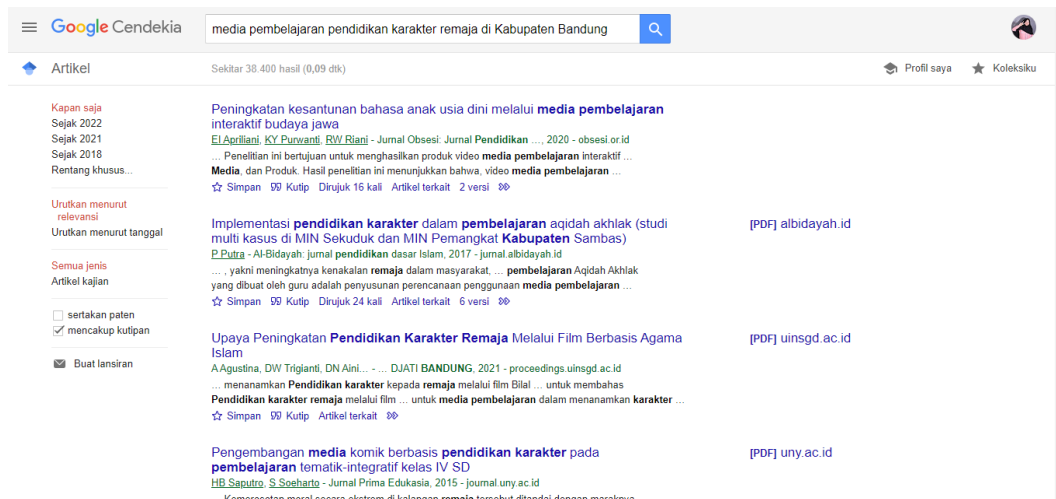 Google Cendekia
media pembelajaran pendidikan karakter remaja di Kabupaten Bandung
Artikel
Sekitar 38.400 hasil (0,09 dtk)
Profil saya
Koleksiku
Kapan saja
Sejak 2022
Sejak 2021
Sejak 2018
Rentang khusus...
Urutkan menurut
relevansi
Urutkan menurut tanggal
Semua jenis
Artikel kajian
sertakan paten
mencakup kutipan
Buat lansiran
Peningkatan kesantunan bahasa anak usia dini melalui media pembelajaran
interaktif budaya jawa
EI Apriliani, KY Purwanti, RW Riani - Jurnal Obsesi: Jurnal Pendidikan ..., 2020 - obsesi.or.id
... Penelitian ini bertujuan untuk menghasilkan produk video media pembelajaran interaktif ...
Media, dan Produk. Hasil penelitian ini menunjukkan bahwa, video media pembelajaran ...
Simpan Kutip Dirujuk 16 kali Artikel terkait 2 versi
Implementasi pendidikan karakter dalam pembelajaran aqidah akhlak (studi
multi kasus di MIN Sekuduk dan MIN Pemangkat Kabupaten Sambas)
[PDF] albidayah.id
P Putra - Al-Bidayah: jurnal pendidikan dasar Islam, 2017 - jurnal.albidayah.id
... , yakni meningkatnya kenakalan remaja dalam masyarakat, ... pembelajaran Aqidah Akhlak
yang dibuat oleh guru adalah penyusunan perencanaan penggunaan media pembelajaran ...
Simpan Kutip Dirujuk 24 kali Artikel terkait 6 versi
Upaya Peningkatan Pendidikan Karakter Remaja Melalui Film Berbasis Agama
Islam
[PDF] uinsgd.ac.id
A Agustina, DW Trigianti, DN Aini... - ... DJATI BANDUNG, 2021 - proceedings.uinsgd.ac.id
... menanamkan Pendidikan karakter kepada remaja melalui film Bilal ... untuk membahas
Pendidikan karakter remaja melalui film ... untuk media pembelajaran dalam menanamkan karakter ...
Simpan Kutip Artikel terkait
Pengembangan media komik berbasis pendidikan karakter pada
pembelajaran tematik-integratif kelas IV SD
[PDF] uny.ac.id
HB Saputro, S Soeharto - Jurnal Prima Edukasia, 2015 - journal.uny.ac.id
... Kemerosotan moral secara ekstrem di kalangan remaja tersebut ditandai dengan maraknya